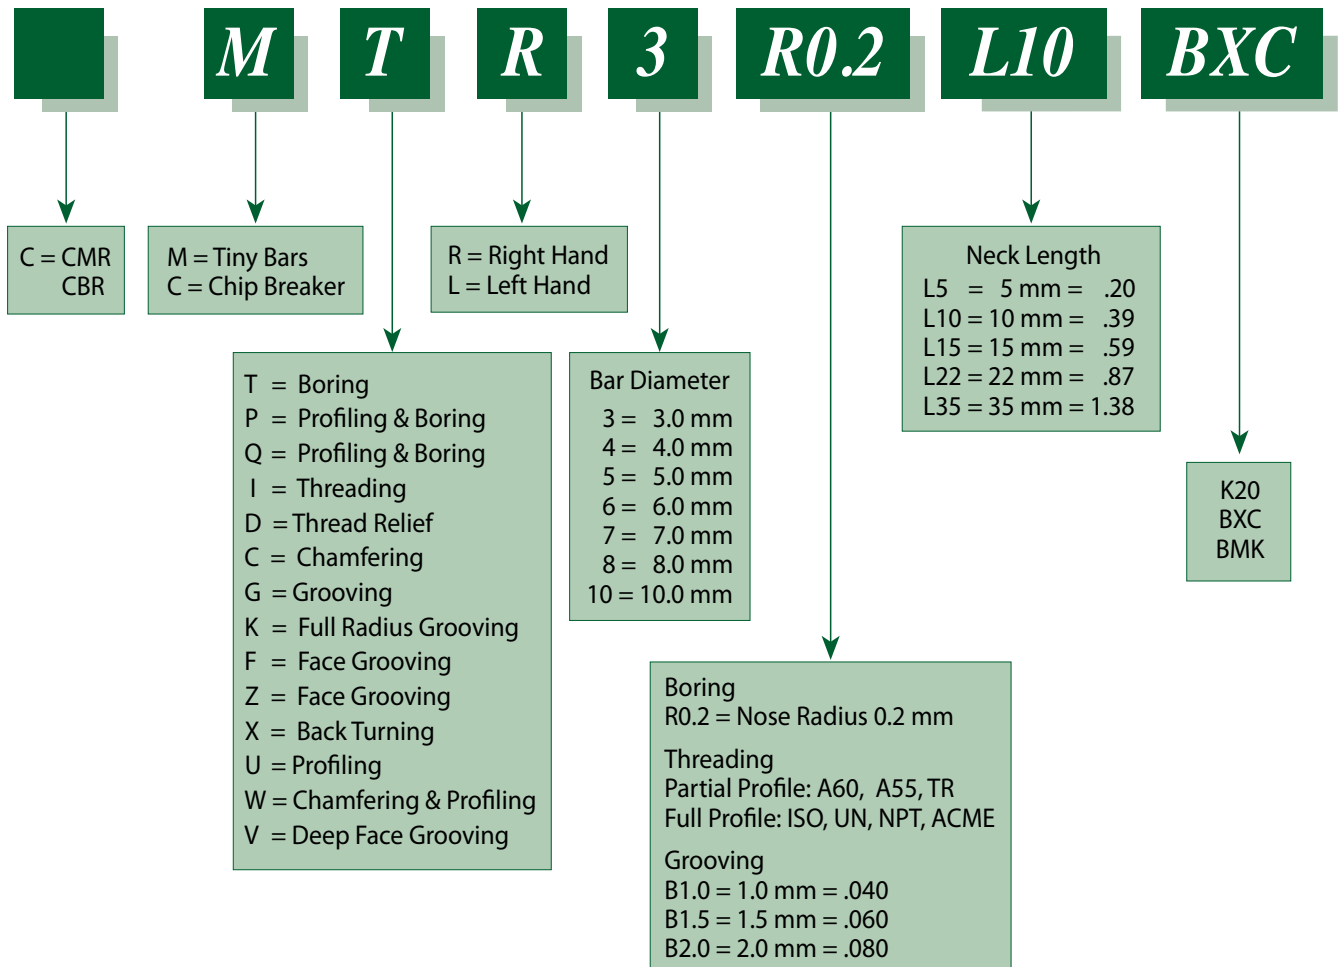 M T R 3 R0.2 L10 BXC
C = CMR
CBR
M = Tiny Bars
C = Chip Breaker
T = Boring
P = Profiling & Boring
Q = Profiling & Boring
I = Threading
D = Thread Relief
C = Chamfering
G = Grooving
K = Full Radius Grooving
F = Face Grooving
Z = Face Grooving
X = Back Turning
U = Profiling
W = Chamfering & Profiling
V = Deep Face Grooving
R = Right Hand
L = Left Hand
Bar Diameter
3 = 3.0 mm
4 = 4.0 mm
5 = 5.0 mm
6 = 6.0 mm
7 = 7.0 mm
8 = 8.0 mm
10 = 10.0 mm
Boring
R0.2 = Nose Radius 0.2 mm
Threading
Partial Profile: A60, A55, TR
Full Profile: ISO, UN, NPT, ACME
Grooving
B1.0 = 1.0 mm = .040
B1.5 = 1.5 mm = .060
B2.0 = 2.0 mm = .080
Neck Length
L5 = 5 mm = .20
L10 = 10 mm = .39
L15 = 15 mm = .59
L22 = 22 mm = .87
L35 = 35 mm = 1.38
K20
BXC
BMK